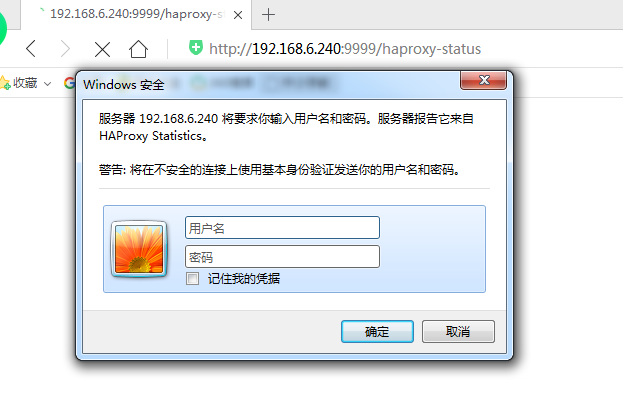 192.168.6.240:9999/haproxy-st
http://192.168.6.240:9999/haproxy-status
收藏
Windows 安全
服务器 192.168.6.240 将要求你输入用户名和密码。服务器报告它来自
HAProxy Statistics。
警告: 将在不安全的连接上使用基本身份验证发送你的用户名和密码。
用户名
密码
记住我的凭据
确定
取消